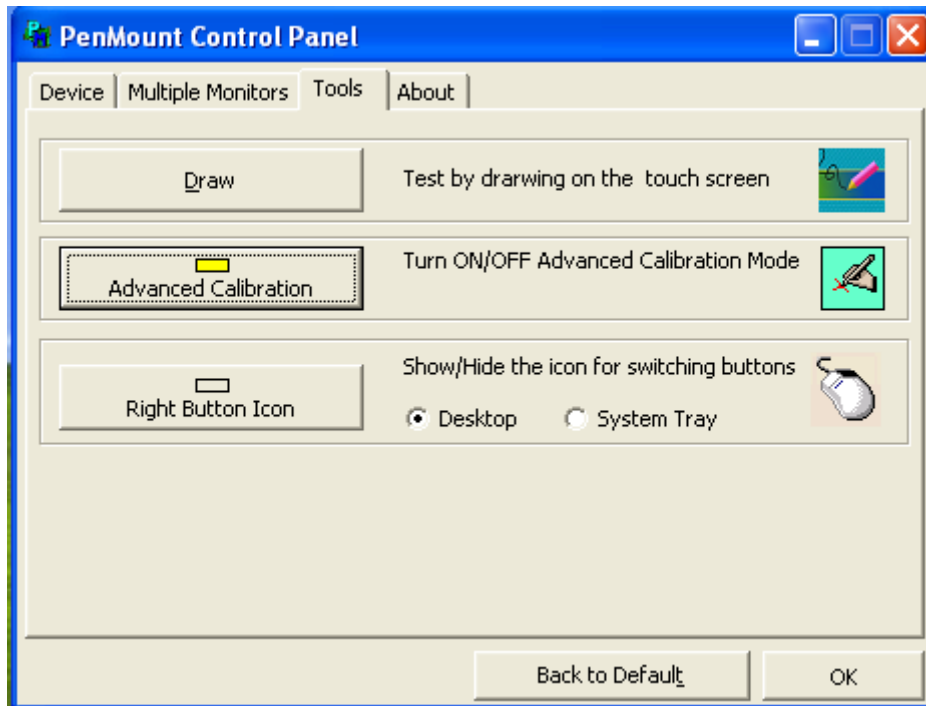 PenMount Control Panel
Device Multiple Monitors Tools About
Draw
Test by drarwing on the touch screen
Advanced Calibration
Turn ON/OFF Advanced Calibration Mode
Right Button Icon
Show/Hide the icon for switching buttons
Desktop System Tray
Back to Default OK